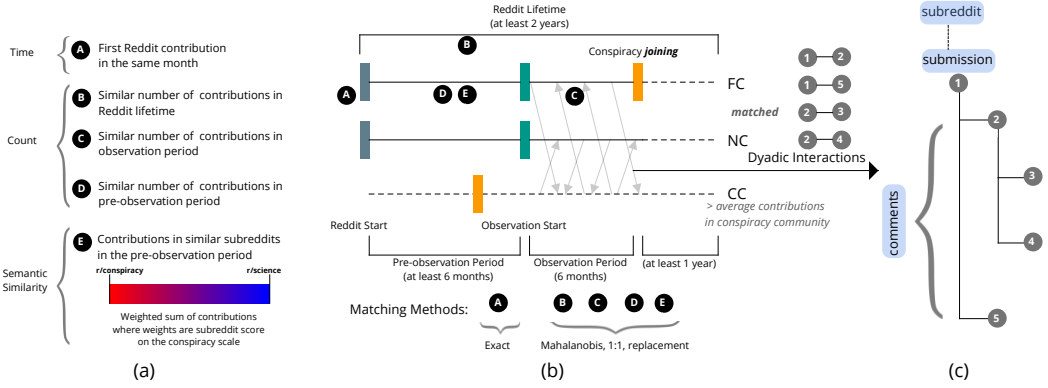 Time
A
First Reddit contribution
in the same month
Count
B
Similar number of contributions in
Reddit lifetime
C
Similar number of contributions in
observation period
D
Similar number of contributions in
pre-observation period
Semantic
Similarity
E
Contributions in similar subreddits
in the pre-observation period
r/conspiracy
r/science
Weighted sum of contributions
where weights are subreddit score
on the conspiracy scale
(a)
Reddit Lifetime
(at least 2 years)
B
Conspiracy joining
A
D
E
C
FC
matched
NC
CC
> average contributions
in conspiracy community
Dyadic Interactions
1
2
1
5
2
3
2
4
Reddit Start
Observation Start
Pre-observation Period
(at least 6 months)
Observation Period
(6 months)
(at least 1 year)
Matching Methods:
A
B
C
D
E
Exact
Mahalanobis, 1:1, replacement
(b)
subreddit
submission
1
2
3
4
5
comments
(c)